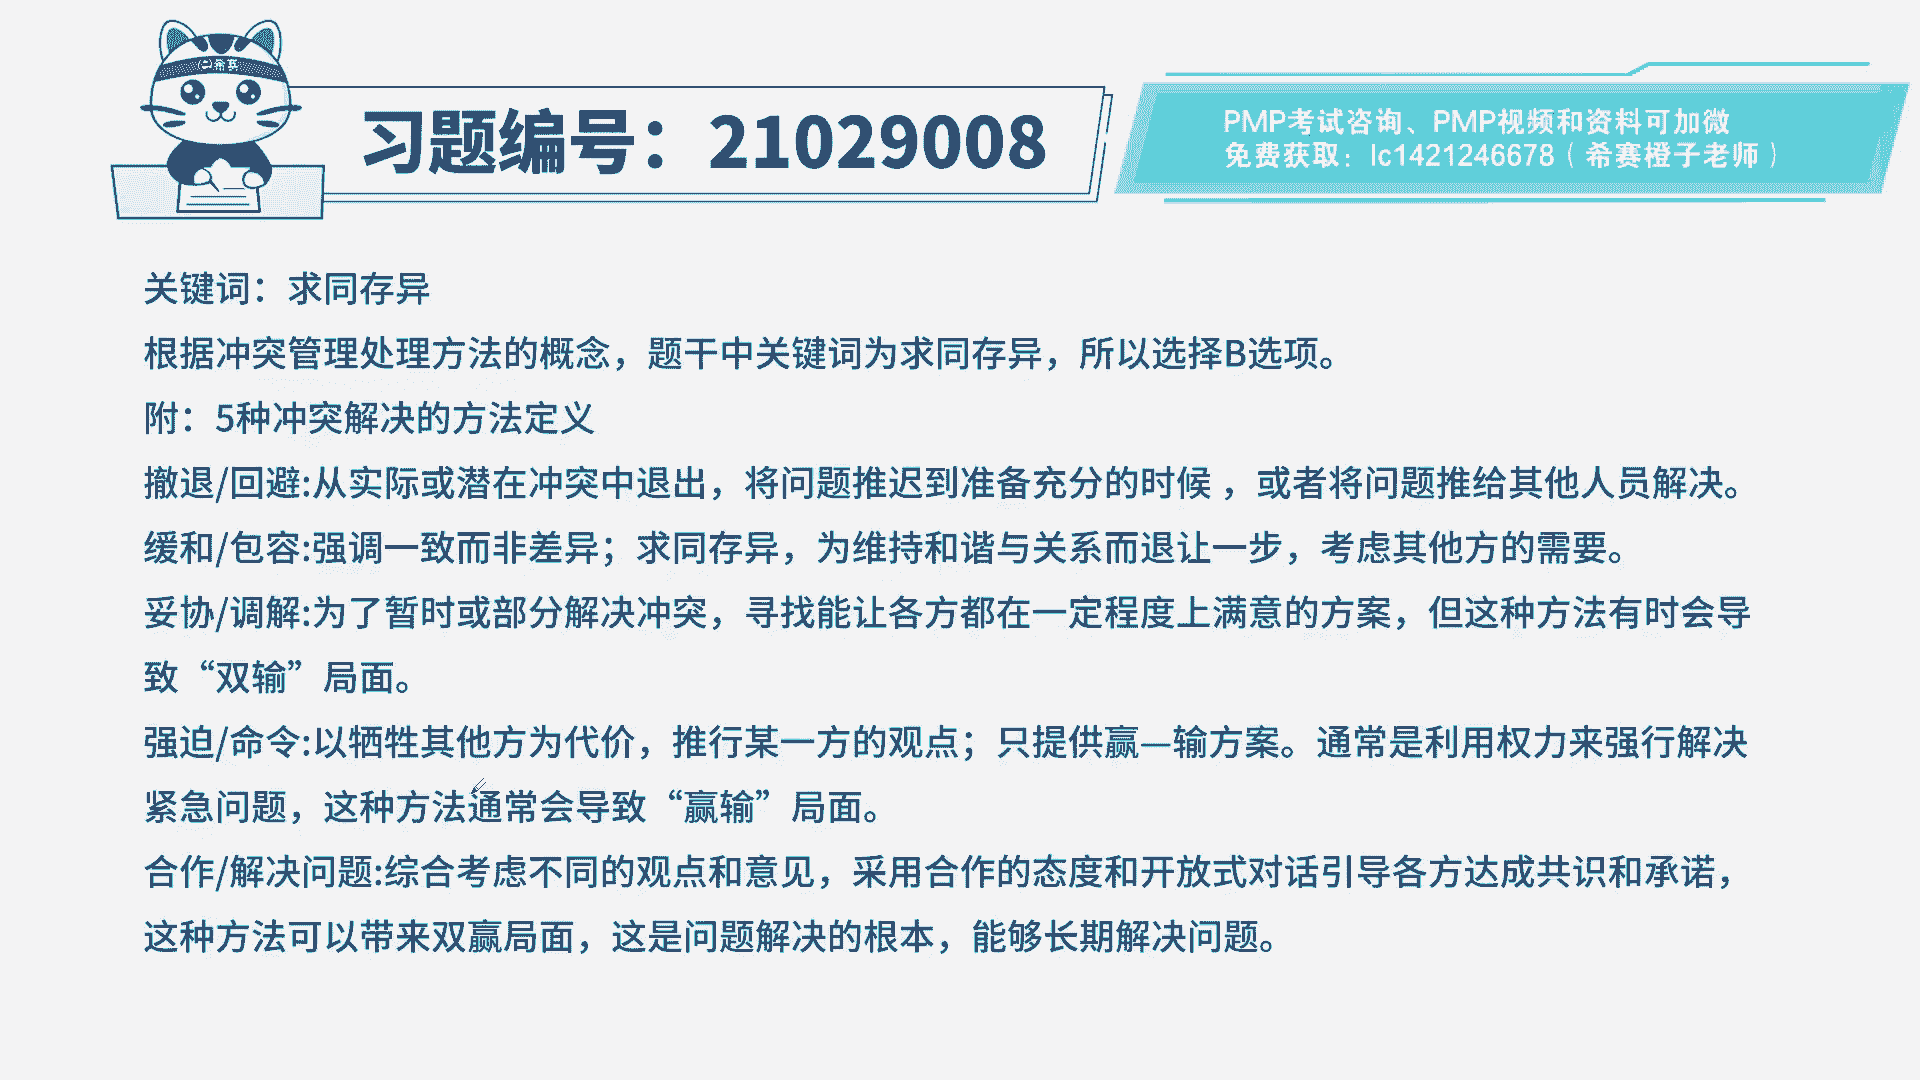 希赛
习题编号：21029008
PMP考试咨询、PMP视频和资料可加微
免费获取：lc1421246678（希赛橙子老师）
关键词：求同存异
根据冲突管理处理方法的概念，题干中关键词为求同存异，所以选择B选项。
附：5种冲突解决的方法定义
撤退/回避:从实际或潜在冲突中退出，将问题推迟到准备充分的时候 ，或者将问题推给其他人员解决。
缓和/包容:强调一致而非差异；求同存异，为维持和谐与关系而退让一步，考虑其他方的需要。
妥协/调解:为了暂时或部分解决冲突，寻找能让各方都在一定程度上满意的方案，但这种方法有时会导
致“双输”局面。
强迫/命令:以牺牲其他方为代价，推行某一方的观点；只提供赢—输方案。通常是利用权力来强行解决
紧急问题，这种方法通常会导致“赢输”局面。
合作/解决问题:综合考虑不同的观点和意见，采用合作的态度和开放式对话引导各方达成共识和承诺，
这种方法可以带来双赢局面，这是问题解决的根本，能够长期解决问题。